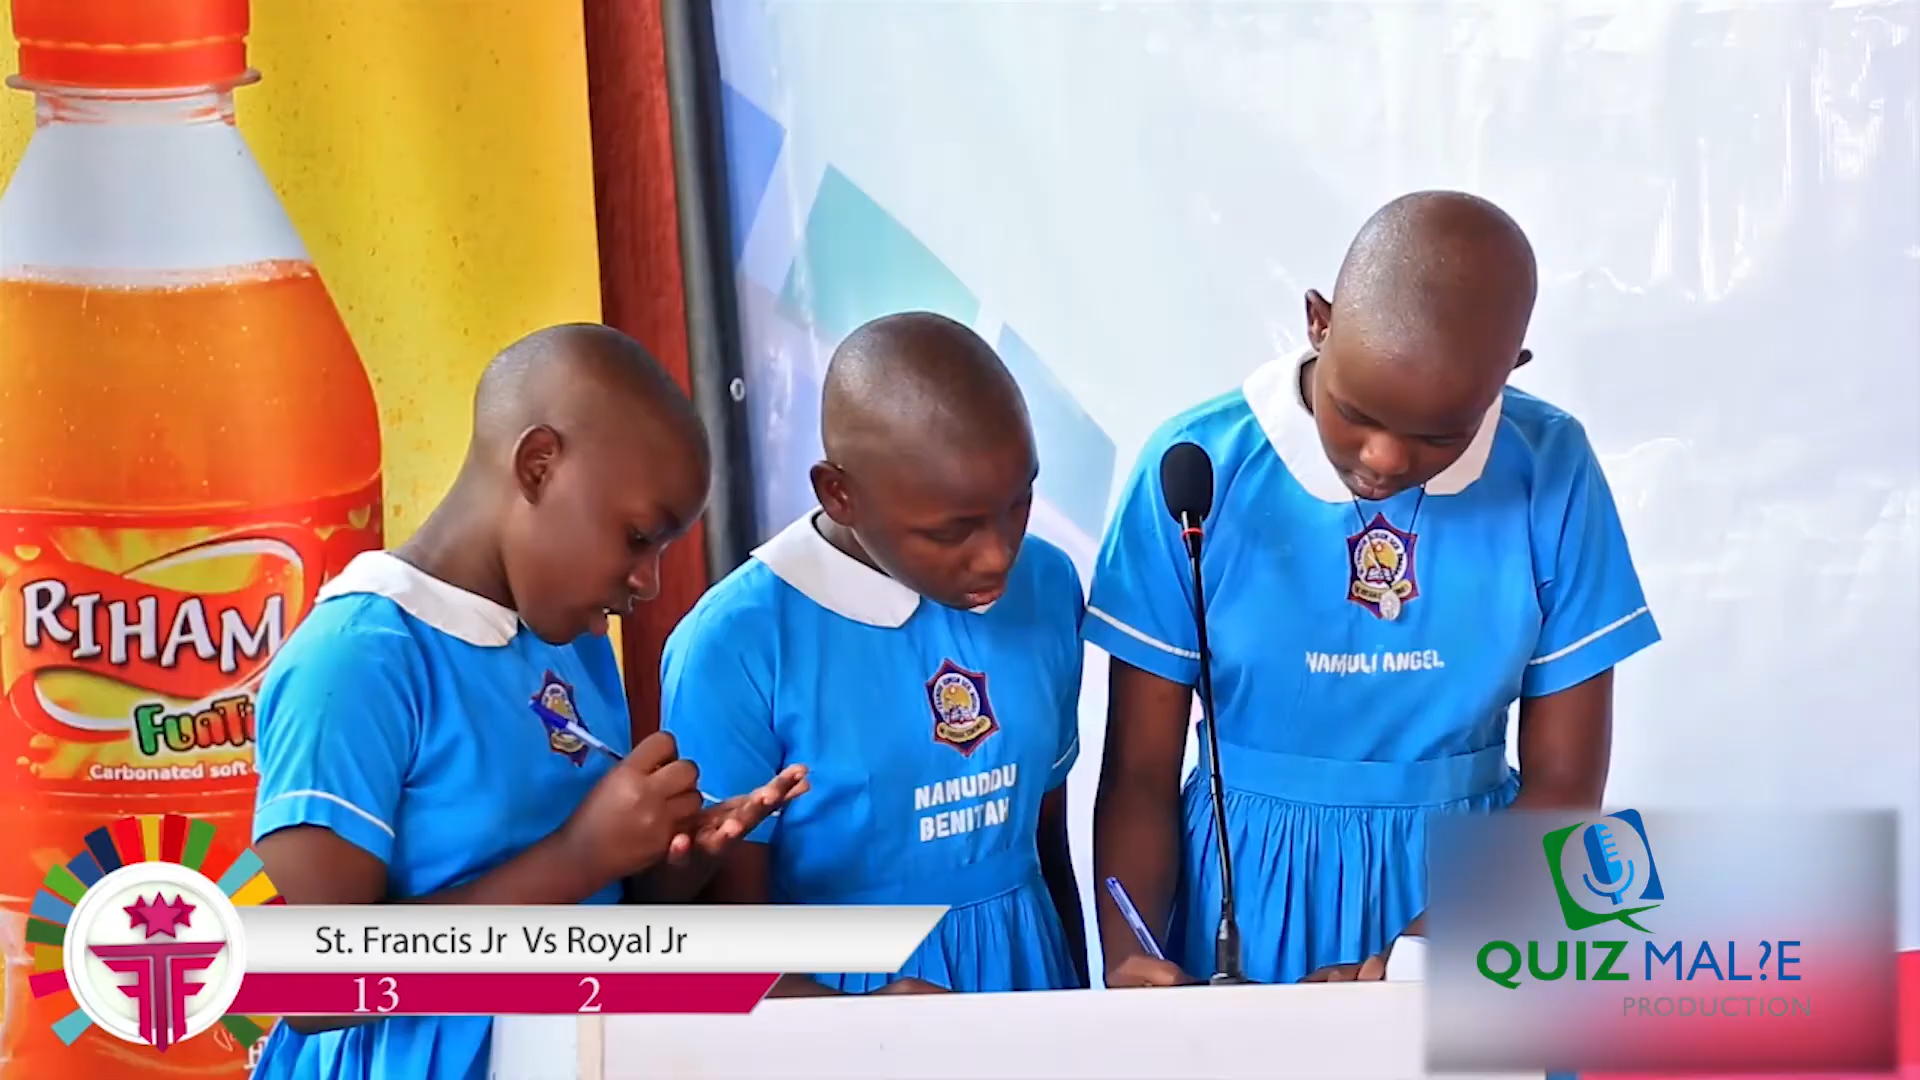 RIHAM
Carbonated soft
NAMUDDU
BENITAH
NAMULI ANGEL
St. Francis Jr Vs Royal Jr
13 2
QUIZ MAL?E
PRODUCTION